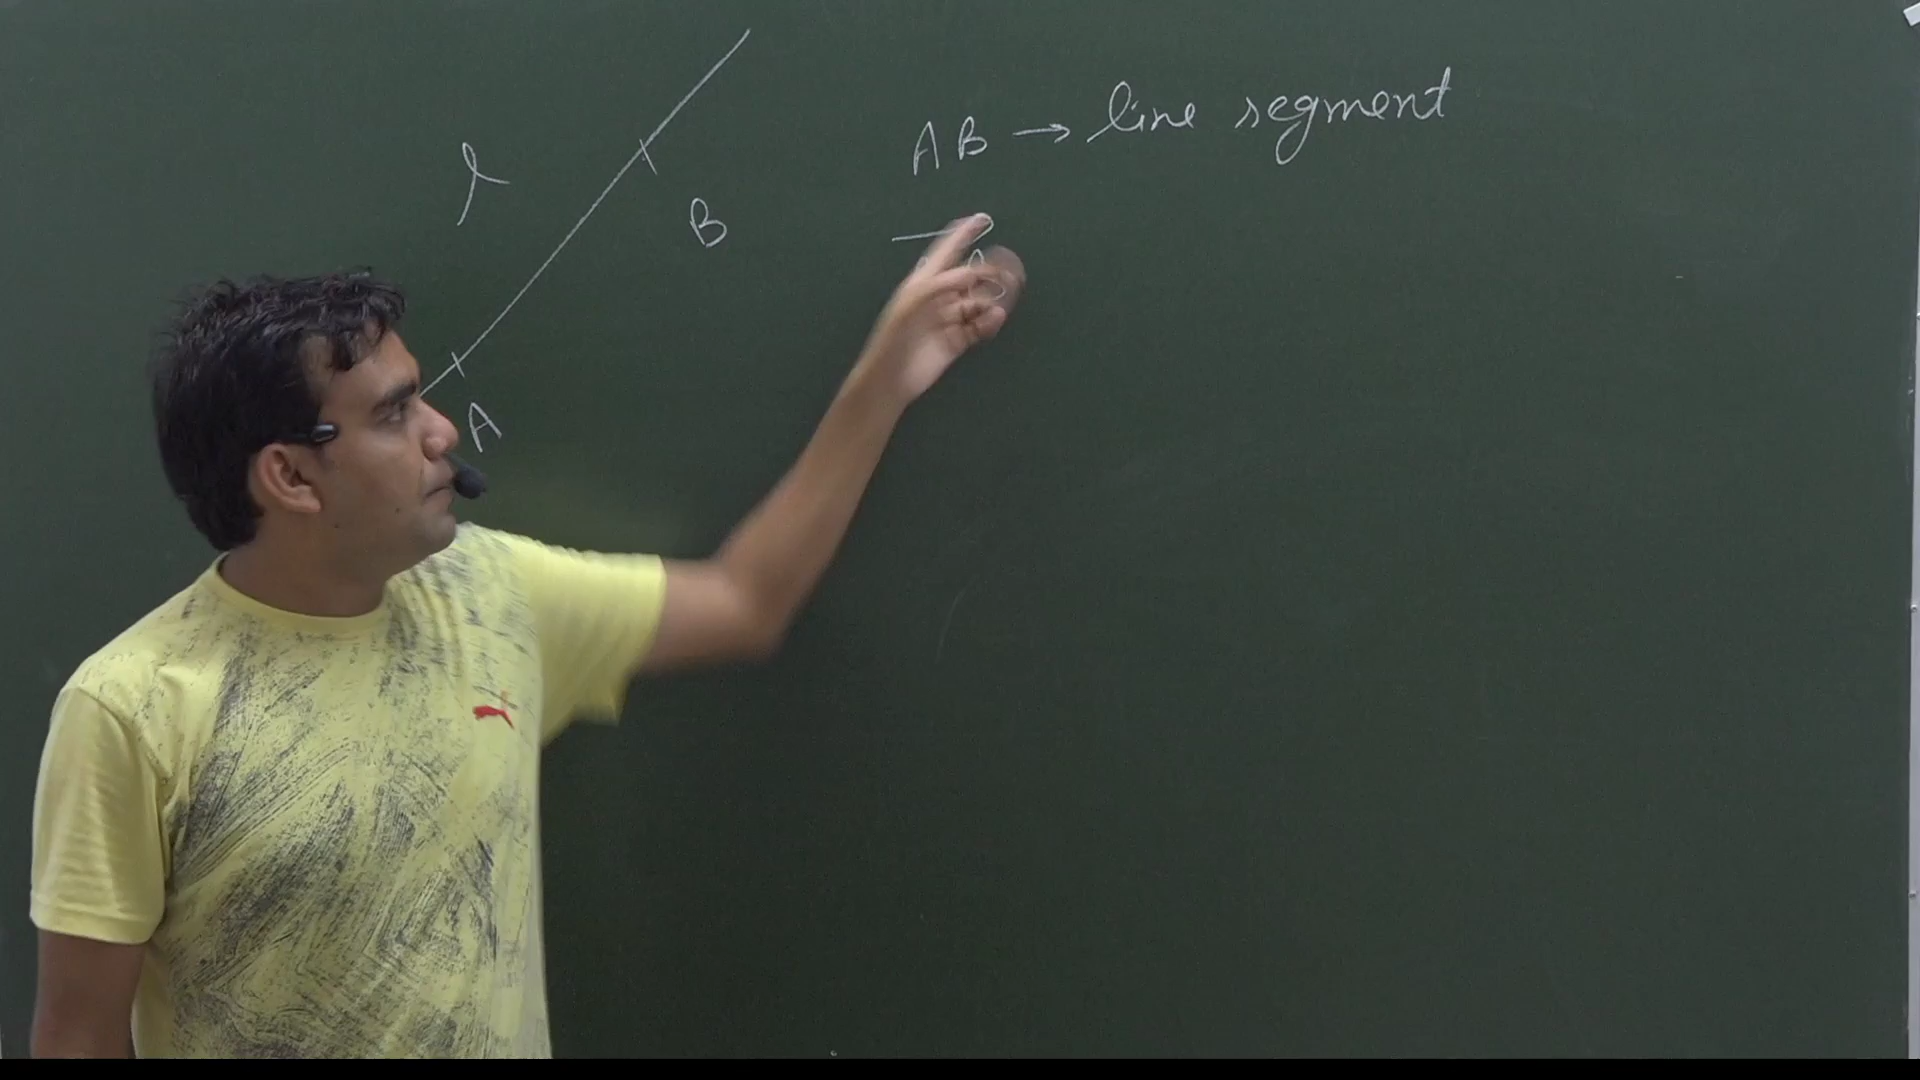 l
B
A
AB → line segment